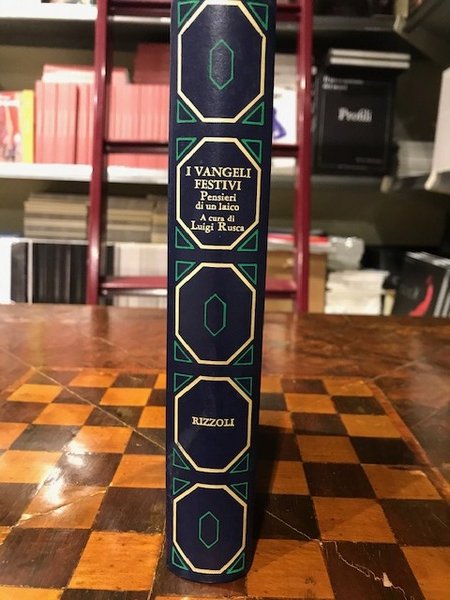 I VANGELI
FESTIVI
Pensieri
di un laico
A cura di
Luigi Rusca
RIZZOLI
Profili